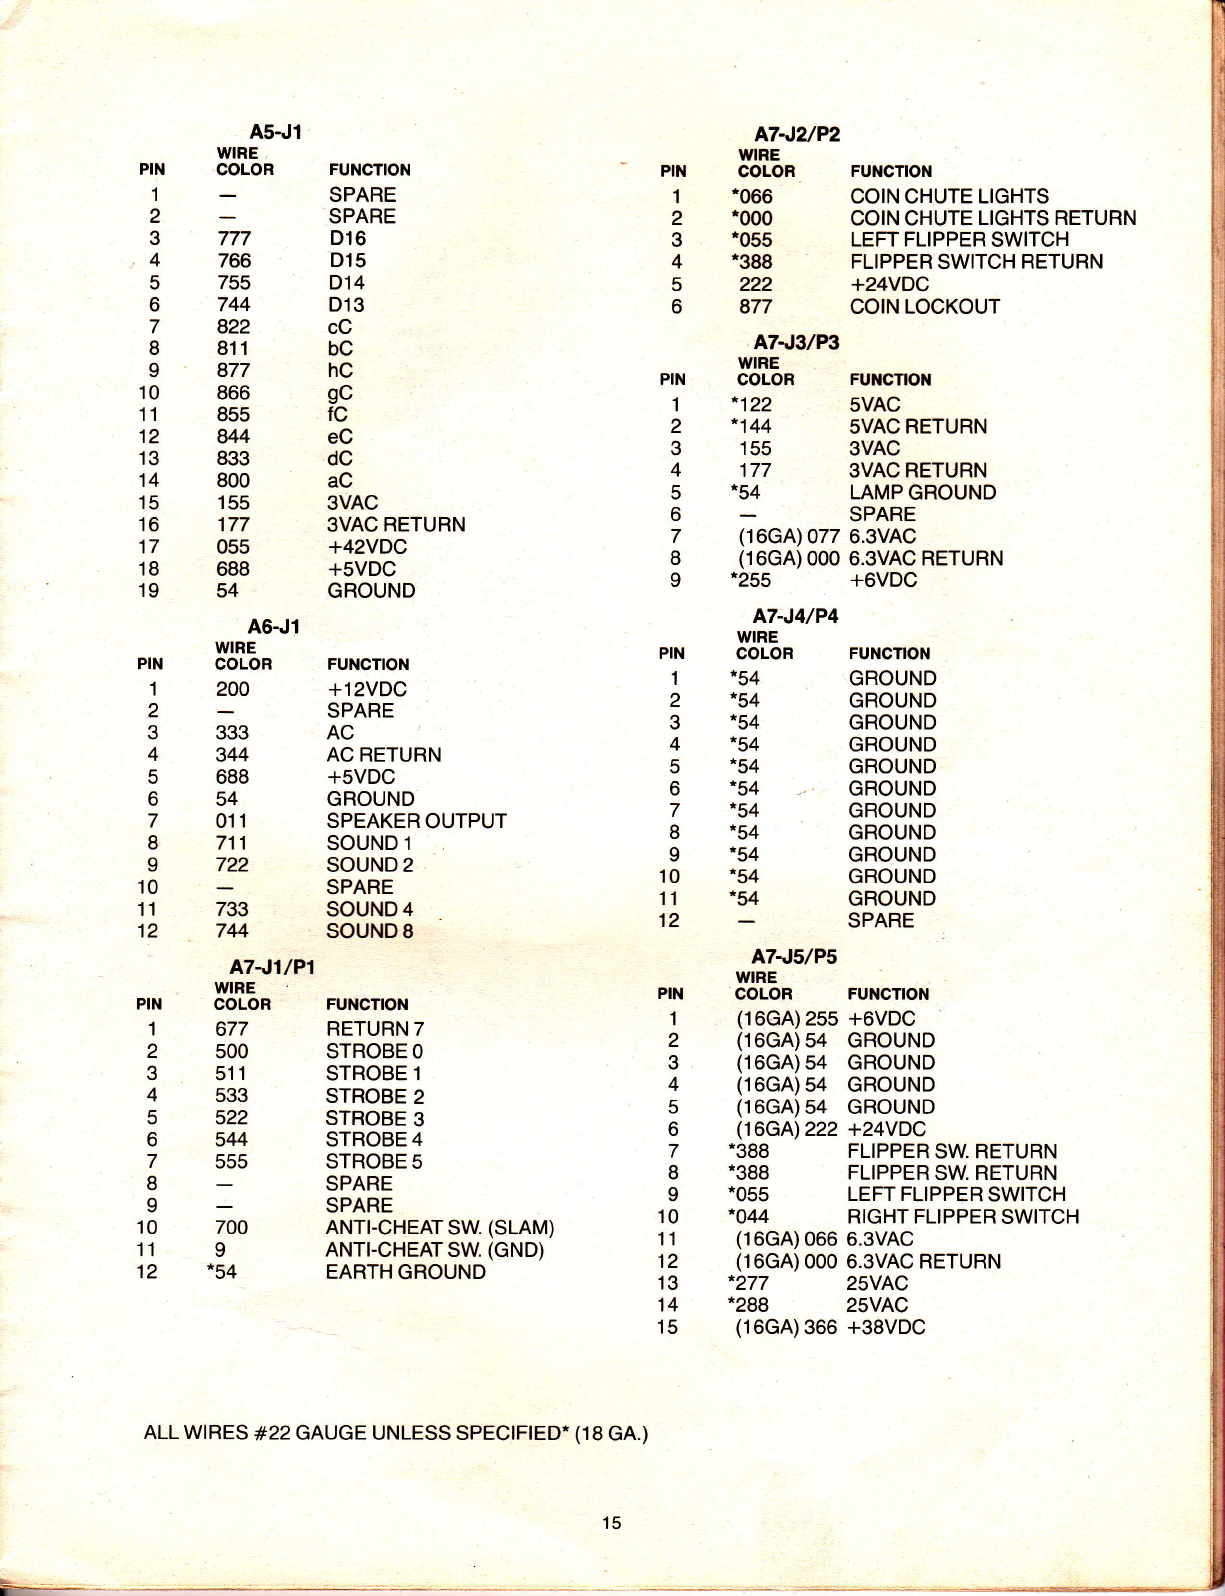 A5-J1
WIRE
PIN COLOR FUNCTION
1 — SPARE
2 — SPARE
3 777 D16
4 766 D15
5 755 D14
6 744 D13
7 822 cC
8 811 bC
9 877 hC
10 866 gC
11 855 fC
12 844 eC
13 833 dC
14 800 aC
15 155 3VAC
16 177 3VAC RETURN
17 055 +42VDC
18 688 +5VDC
19 54 GROUND
A6-J1
WIRE
PIN COLOR FUNCTION
1 200 +12VDC
2 — SPARE
3 333 AC
4 344 AC RETURN
5 688 +5VDC
6 54 GROUND
7 011 SPEAKER OUTPUT
8 711 SOUND 1
9 722 SOUND 2
10 — SPARE
11 733 SOUND 4
12 744 SOUND 8
A7-J1/P1
WIRE
PIN COLOR FUNCTION
1 677 RETURN 7
2 500 STROBE 0
3 511 STROBE 1
4 533 STROBE 2
5 522 STROBE 3
6 544 STROBE 4
7 555 STROBE 5
8 — SPARE
9 — SPARE
10 700 ANTI-CHEAT SW. (SLAM)
11 9 ANTI-CHEAT SW. (GND)
12 *54 EARTH GROUND
A7-J2/P2
WIRE
PIN COLOR FUNCTION
1 *066 COIN CHUTE LIGHTS
2 *000 COIN CHUTE LIGHTS RETURN
3 *055 LEFT FLIPPER SWITCH
4 *388 FLIPPER SWITCH RETURN
5 222 +24VDC
6 877 COIN LOCKOUT
A7-J3/P3
WIRE
PIN COLOR FUNCTION
1 *122 5VAC
2 *144 5VAC RETURN
3 155 3VAC
4 177 3VAC RETURN
5 *54 LAMP GROUND
6 — SPARE
7 (16GA) 077 6.3VAC
8 (16GA) 000 6.3VAC RETURN
9 *255 +6VDC
A7-J4/P4
WIRE
PIN COLOR FUNCTION
1 *54 GROUND
2 *54 GROUND
3 *54 GROUND
4 *54 GROUND
5 *54 GROUND
6 *54 GROUND
7 *54 GROUND
8 *54 GROUND
9 *54 GROUND
10 *54 GROUND
11 *54 GROUND
12 — SPARE
A7-J5/P5
WIRE
PIN COLOR FUNCTION
1 (16GA) 255 +6VDC
2 (16GA) 54 GROUND
3 (16GA) 54 GROUND
4 (16GA) 54 GROUND
5 (16GA) 54 GROUND
6 (16GA) 222 +24VDC
7 *388 FLIPPER SW. RETURN
8 *388 FLIPPER SW. RETURN
9 *055 LEFT FLIPPER SWITCH
10 *044 RIGHT FLIPPER SWITCH
11 (16GA) 066 6.3VAC
12 (16GA) 000 6.3VAC RETURN
13 *277 25VAC
14 *288 25VAC
15 (16GA) 366 +38VDC
ALL WIRES #22 GAUGE UNLESS SPECIFIED* (18 GA.)
15